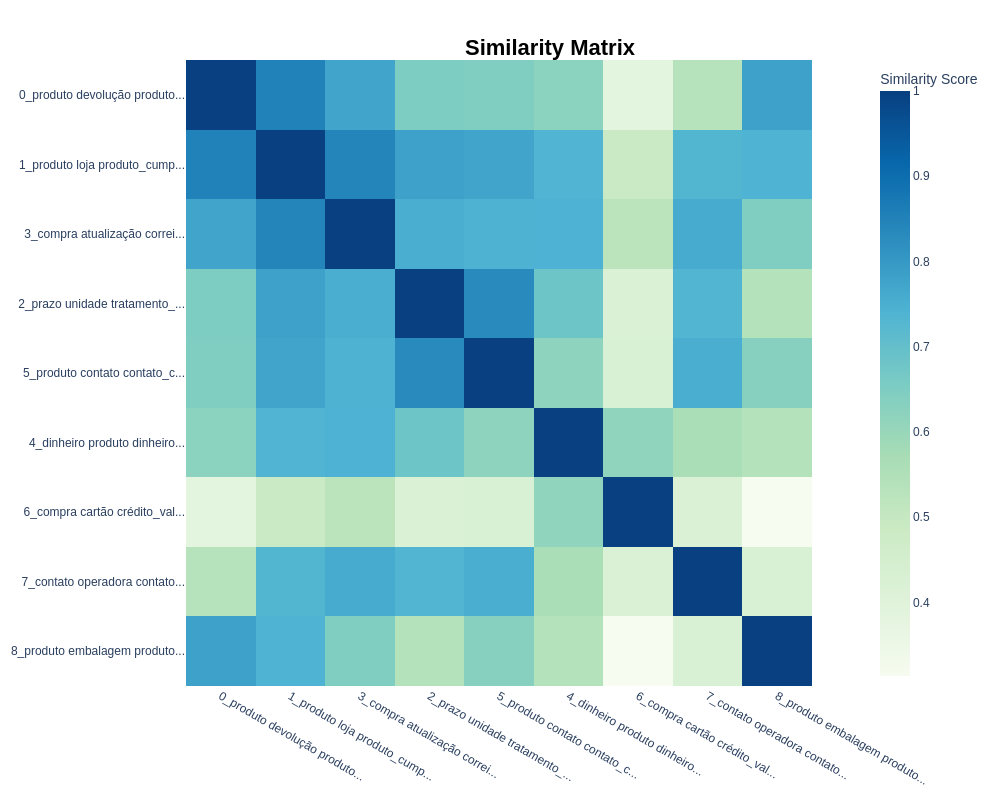 Similarity Matrix
Similarity Score
0_produto devolução produto...
1_produto loja produto_cump...
3_compra atualização correi...
2_prazo unidade tratamento_...
5_produto contato contato_c...
4_dinheiro produto dinheiro...
6_compra cartão crédito_val...
7_contato operadora contato...
8_produto embalagem produto...
1
0.9
0.8
0.7
0.6
0.5
0.4
0_produto devolução produto...
1_produto loja produto_cump...
3_compra atualização correi...
2_prazo unidade tratamento_...
5_produto contato contato_c...
4_dinheiro produto dinheiro...
6_compra cartão crédito_val...
7_contato operadora contato...
8_produto embalagem produto...